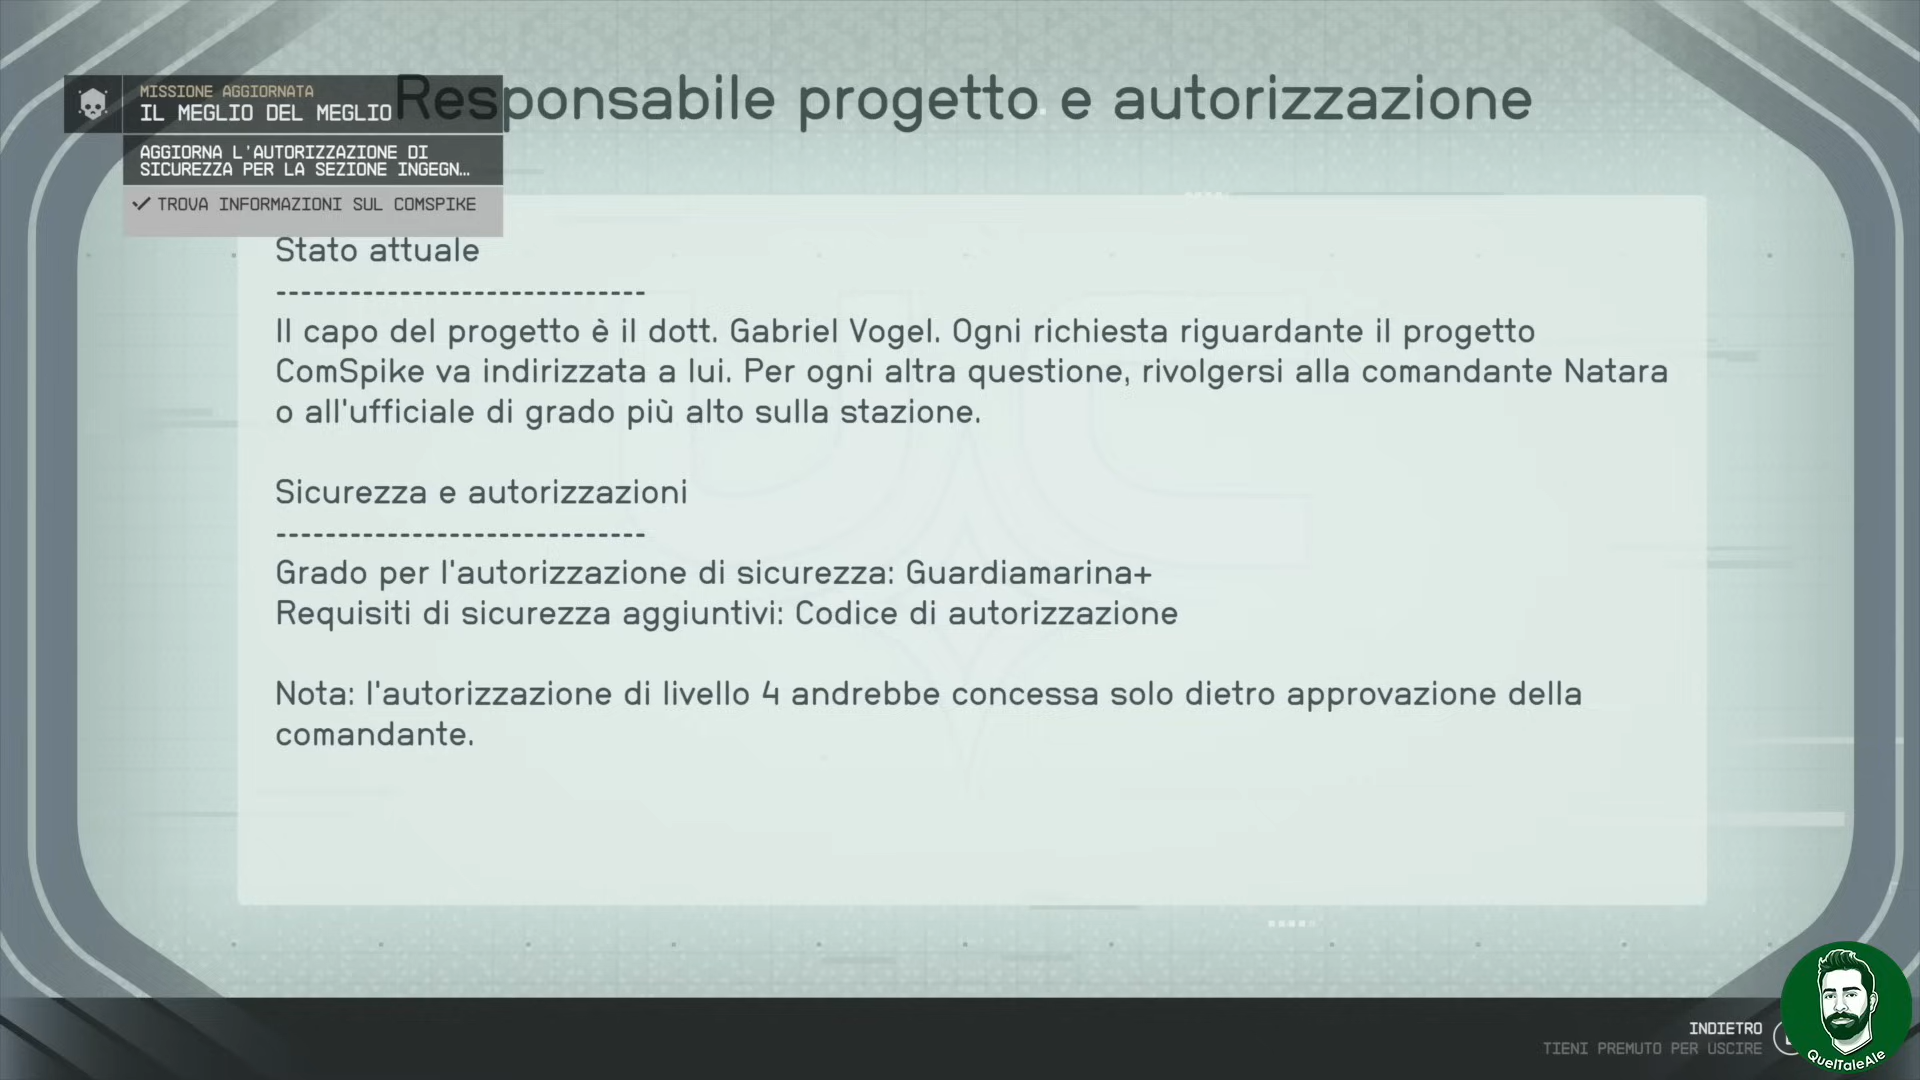 MISSIONE AGGIORNATA
IL MEGLIO DEL MEGLIO
Responsabile progetto e autorizzazione
AGGIORNA L'AUTORIZZAZIONE DI
SICUREZZA PER LA SEZIONE INGEGN...
TROVA INFORMAZIONI SUL COMSPIKE
Stato attuale
------------------------------
Il capo del progetto è il dott. Gabriel Vogel. Ogni richiesta riguardante il progetto
ComSpike va indirizzata a lui. Per ogni altra questione, rivolgersi alla comandante Natara
o all'ufficiale di grado più alto sulla stazione.
Sicurezza e autorizzazioni
------------------------------
Grado per l'autorizzazione di sicurezza: Guardiamarina+
Requisiti di sicurezza aggiuntivi: Codice di autorizzazione
Nota: l'autorizzazione di livello 4 andrebbe concessa solo dietro approvazione della
comandante.
INDIETRO
TIENI PREMUTO PER USCIRE
QuelTaleAle